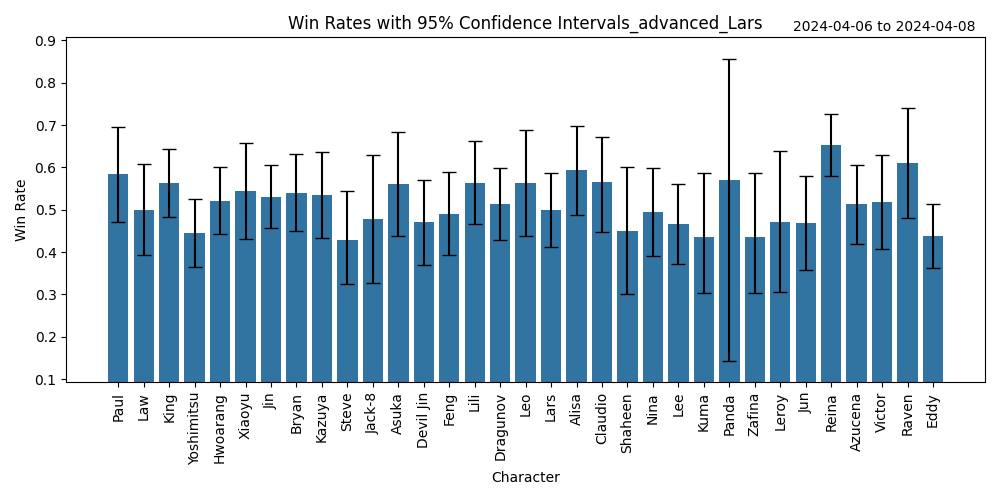 Win Rates with 95% Confidence Intervals_advanced_Lars
2024-04-06 to 2024-04-08
Win Rate
0.9
0.8
0.7
0.6
0.5
0.4
0.3
0.2
0.1
Paul
Law
King
Yoshimitsu
Hwoarang
Xiaoyu
Jin
Bryan
Kazuya
Steve
Jack-8
Asuka
Devil Jin
Feng
Lili
Dragunov
Leo
Lars
Alisa
Claudio
Shaheen
Nina
Lee
Kuma
Panda
Zafina
Leroy
Jun
Reina
Azucena
Victor
Raven
Eddy
Character